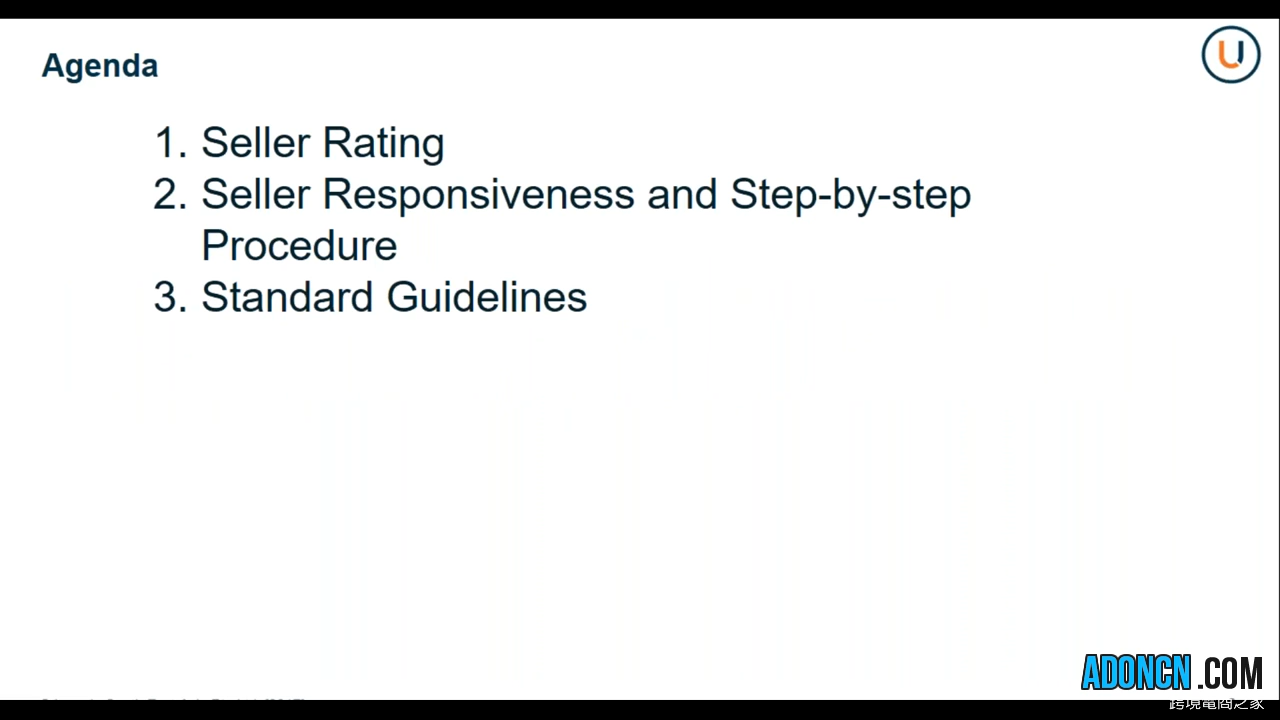 Agenda
1. Seller Rating
2. Seller Responsiveness and Step-by-step
Procedure
3. Standard Guidelines
ADONCN.COM
跨境電商之家